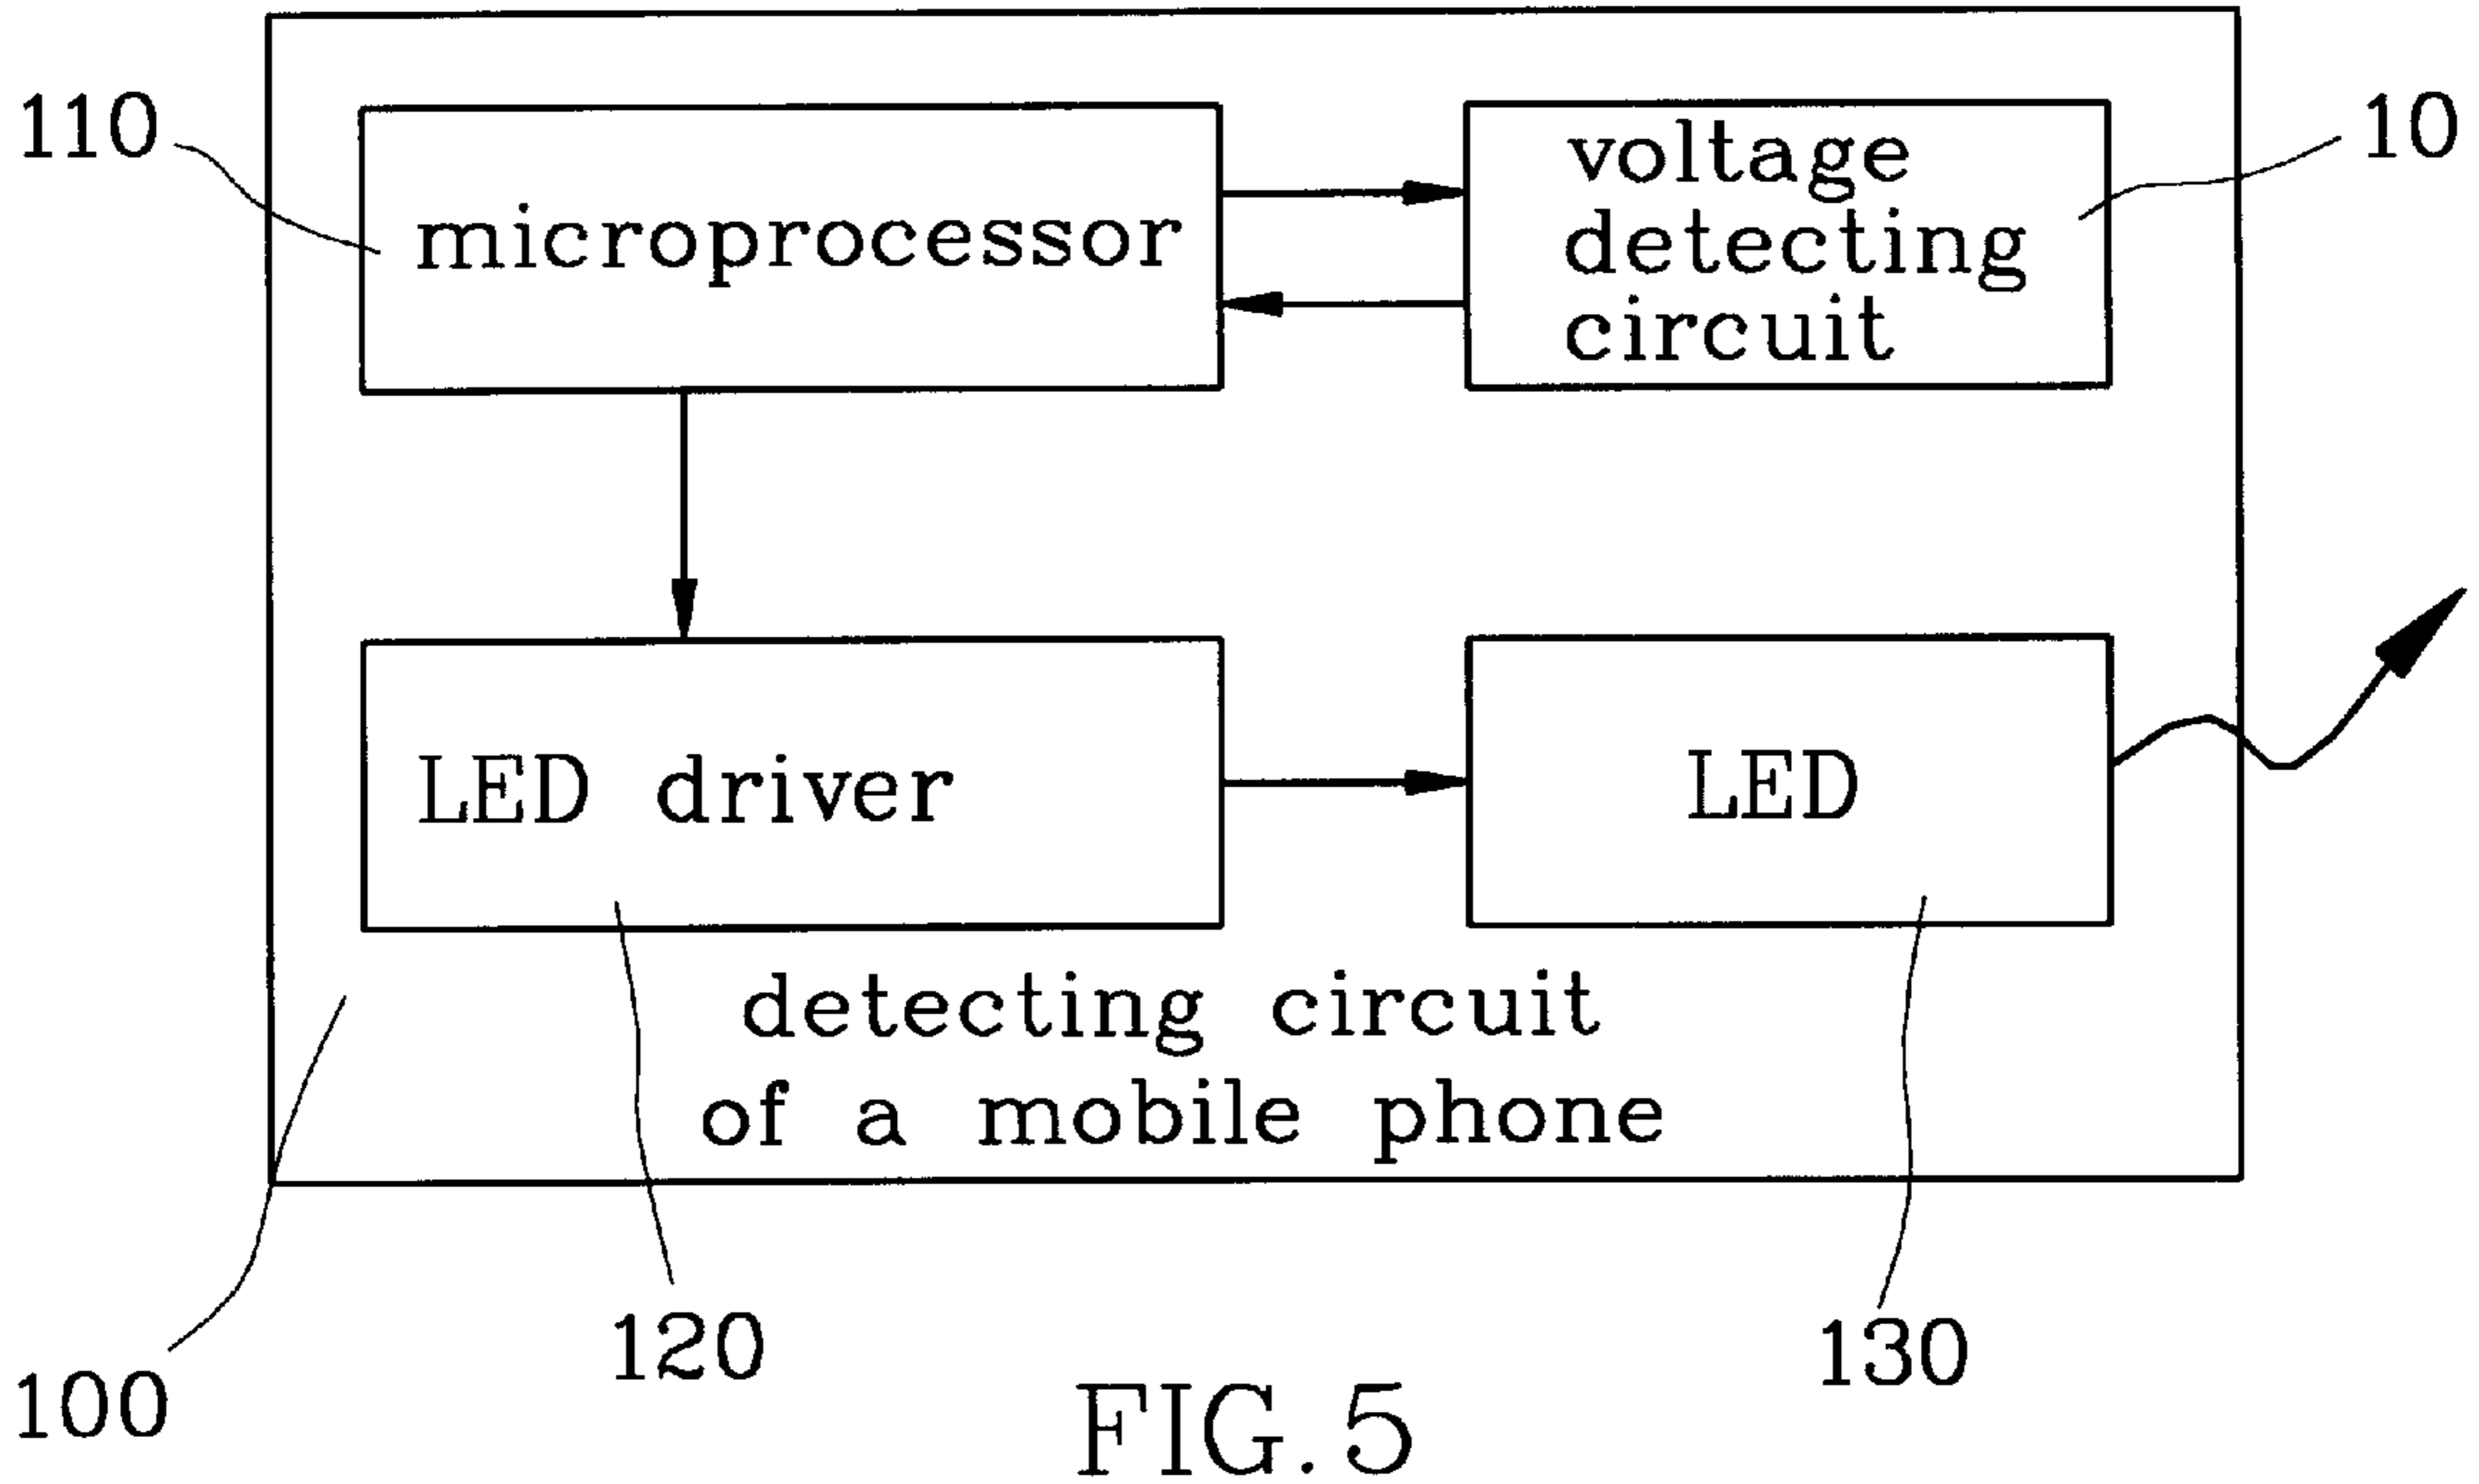 110
microprocessor
voltage
detecting
circuit
10
LED driver
LED
detecting circuit
of a mobile phone
100
120
130
FIG.5